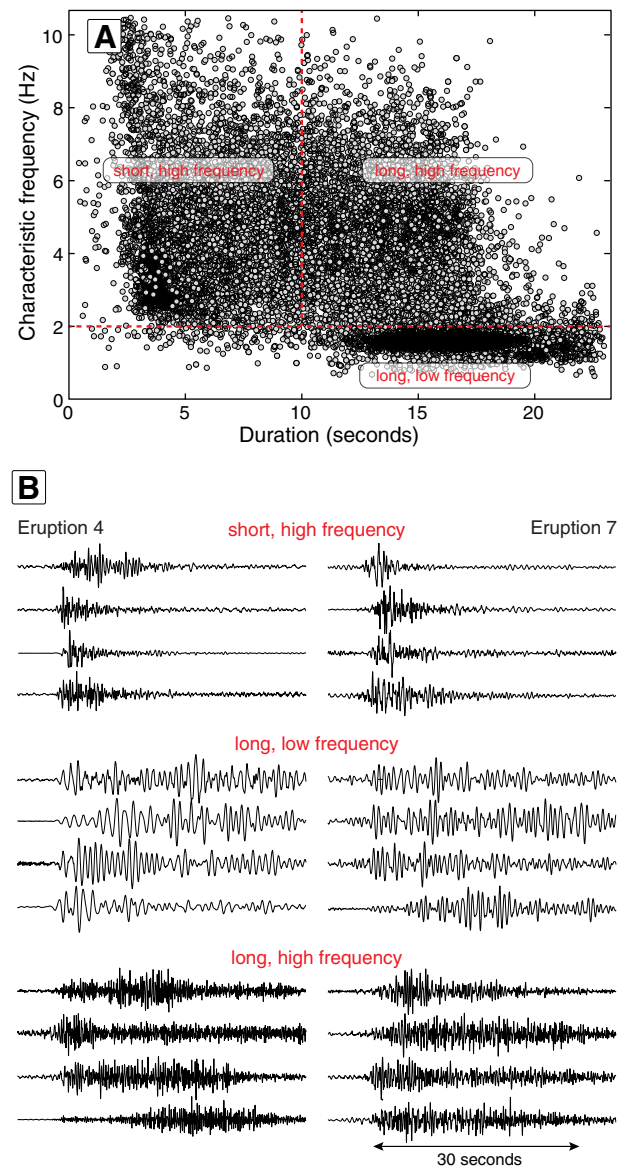 A
Characteristic frequency (Hz)
10
8
6
4
2
0
short, high frequency
long, high frequency
long, low frequency
0
5
10
15
20
Duration (seconds)
B
Eruption 4
short, high frequency
Eruption 7
long, low frequency
long, high frequency
30 seconds